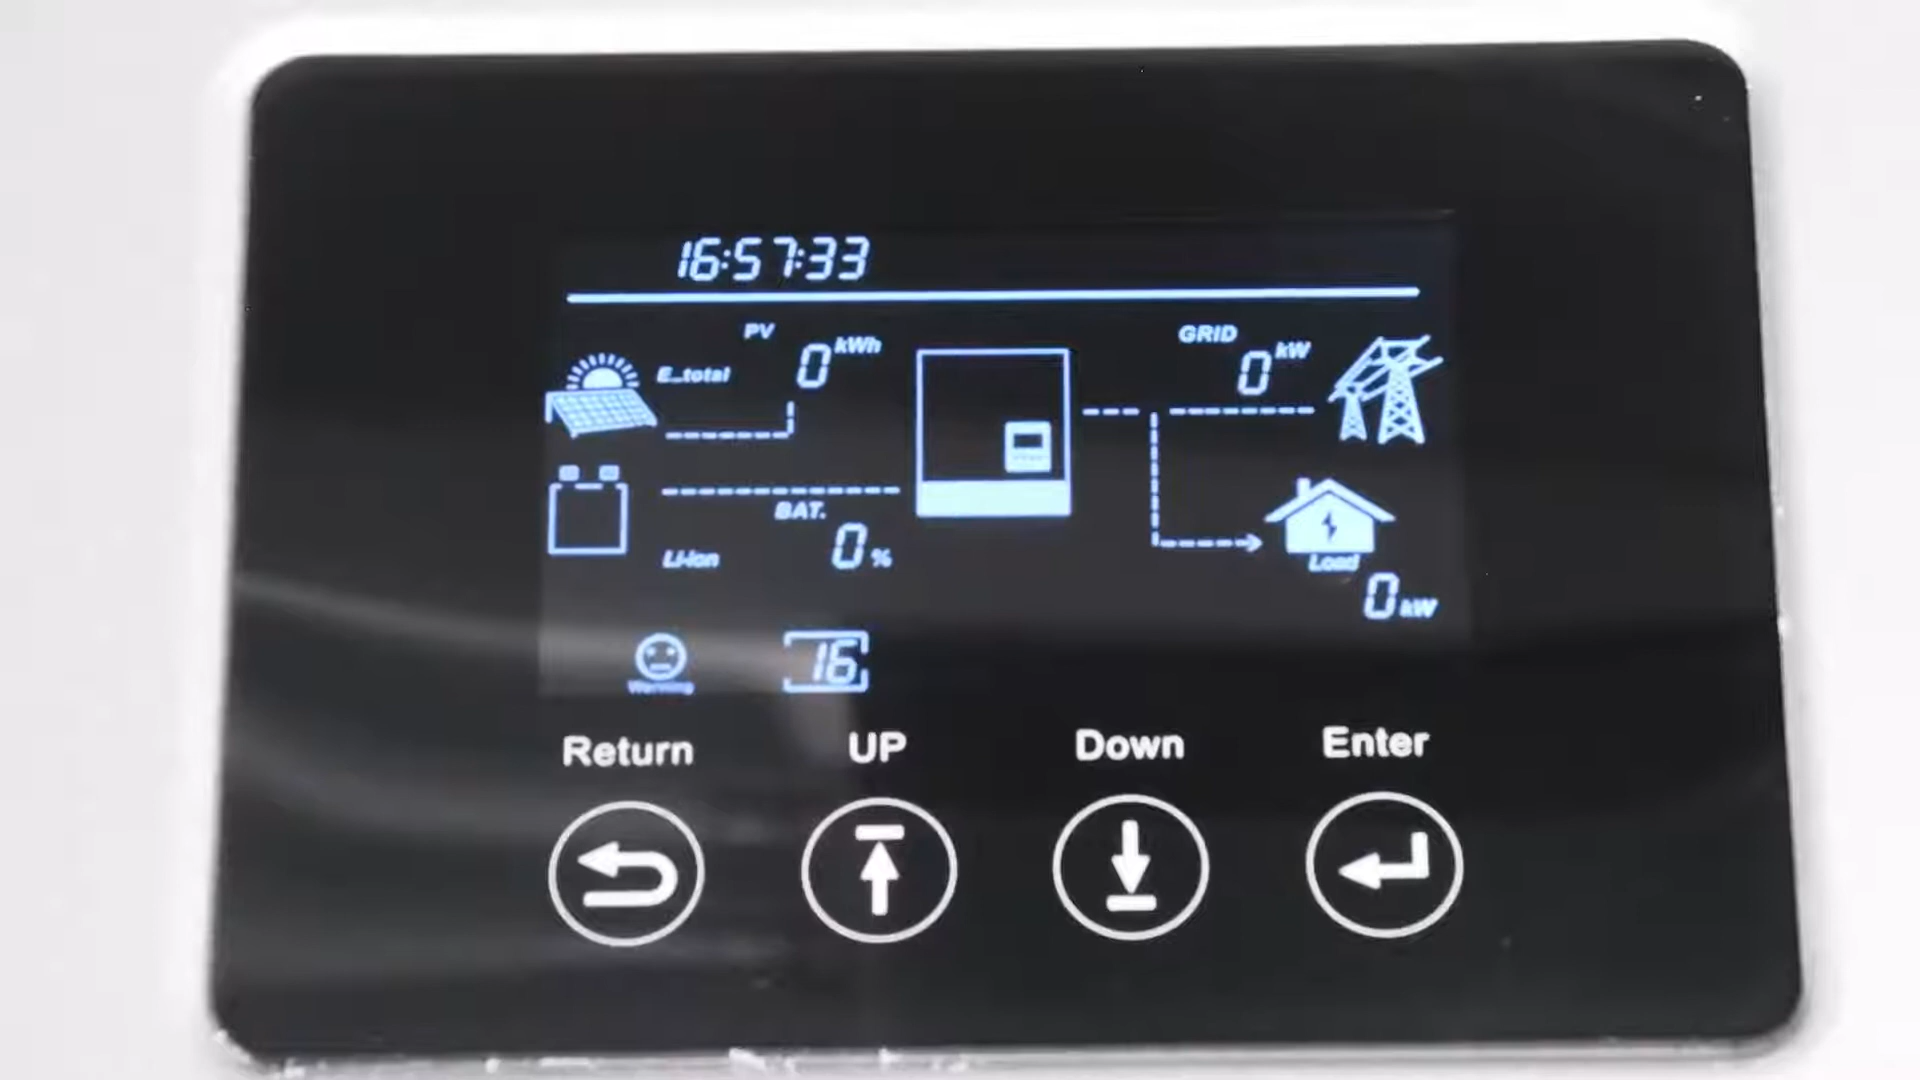 16:57:33
PV
E_total 0 kWh
GRID
0 kW
BAT.
Li-Ion 0 %
Load
0 kW
Warning
16
Return UP Down Enter